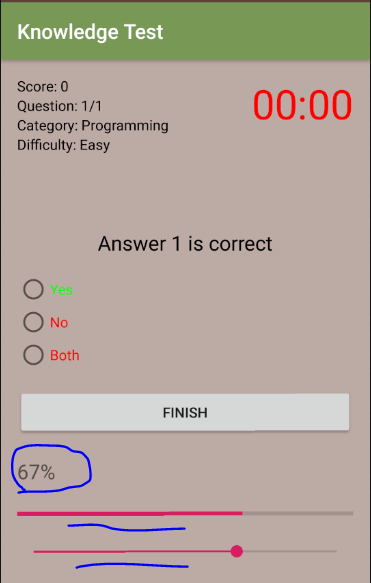 Knowledge Test
Score: 0
00:00
Question: 1/1
Category: Programming
Difficulty: Easy
Answer 1 is correct
Yes
No
Both
FINISH
67%